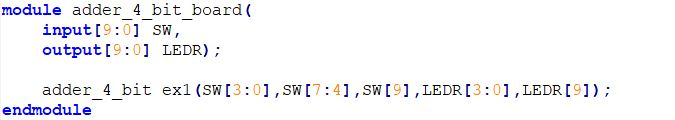 module adder_4_bit_board(
    input[9:0] SW,
    output[9:0] LEDR);
    adder_4_bit ex1(SW[3:0],SW[7:4],SW[9],LEDR[3:0],LEDR[9]);
endmodule